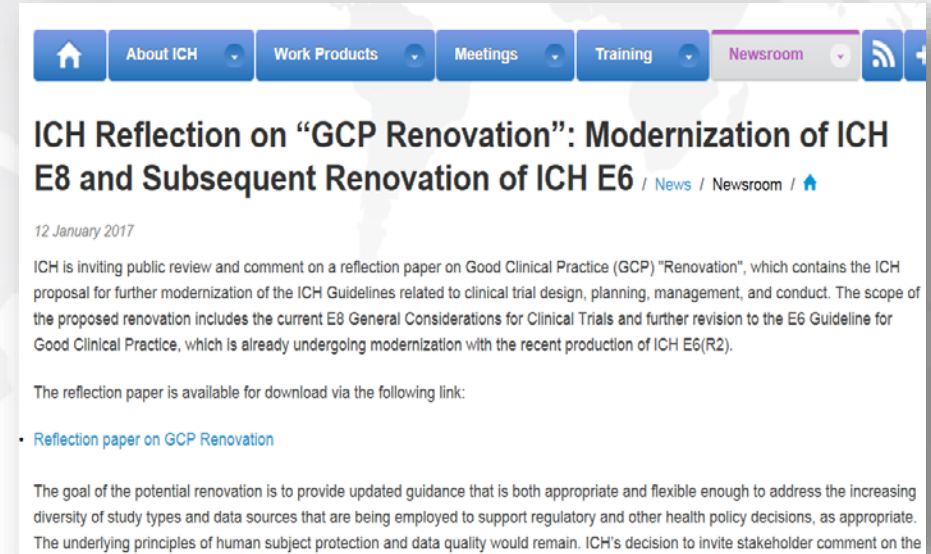 About ICH Work Products Meetings Training Newsroom
ICH Reflection on “GCP Renovation”: Modernization of ICH
E8 and Subsequent Renovation of ICH E6 / News / Newsroom /
12 January 2017
ICH is inviting public review and comment on a reflection paper on Good Clinical Practice (GCP) "Renovation", which contains the ICH
proposal for further modernization of the ICH Guidelines related to clinical trial design, planning, management, and conduct. The scope of
the proposed renovation includes the current E8 General Considerations for Clinical Trials and further revision to the E6 Guideline for
Good Clinical Practice, which is already undergoing modernization with the recent production of ICH E6(R2).
The reflection paper is available for download via the following link:
• Reflection paper on GCP Renovation
The goal of the potential renovation is to provide updated guidance that is both appropriate and flexible enough to address the increasing
diversity of study types and data sources that are being employed to support regulatory and other health policy decisions, as appropriate.
The underlying principles of human subject protection and data quality would remain. ICH's decision to invite stakeholder comment on the